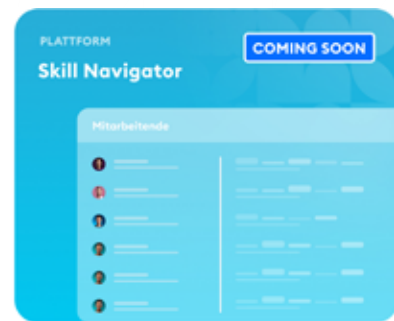 PLATTFORM
COMING SOON
Skill Navigator
Mitarbeitende